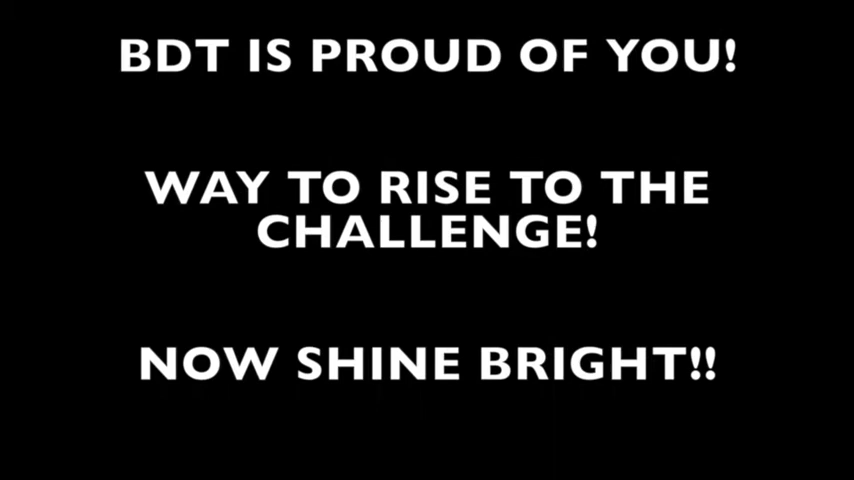 BDT IS PROUD OF YOU!
WAY TO RISE TO THE
CHALLENGE!
NOW SHINE BRIGHT!!